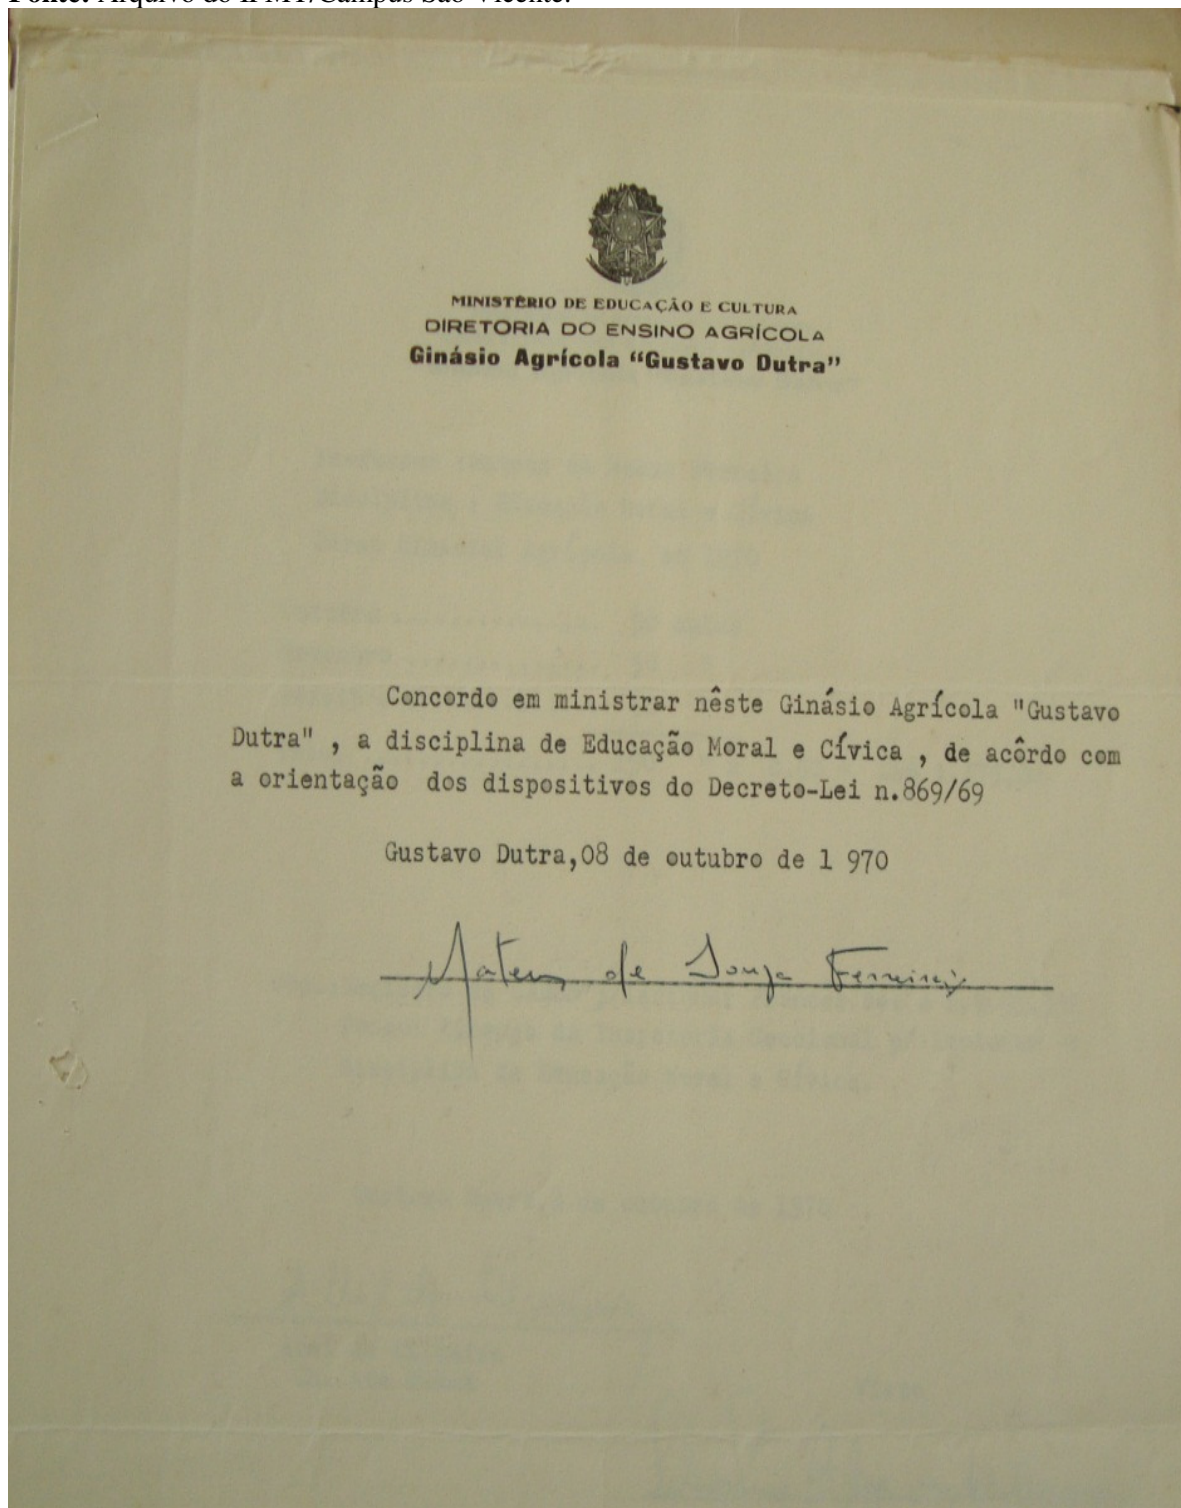 Fonte: Arquivo do IFMT/Campus São Vicente.
MINISTÉRIO DE EDUCAÇÃO E CULTURA
DIRETORIA DO ENSINO AGRÍCOLA
Ginásio Agrícola “Gustavo Dutra”
Concordo em ministrar nêste Ginásio Agrícola "Gustavo
Dutra" , a disciplina de Educação Moral e Cívica , de acôrdo com
a orientação dos dispositivos do Decreto-Lei n.869/69
Gustavo Dutra,08 de outubro de 1 970
Mateus de Souza Ferreira